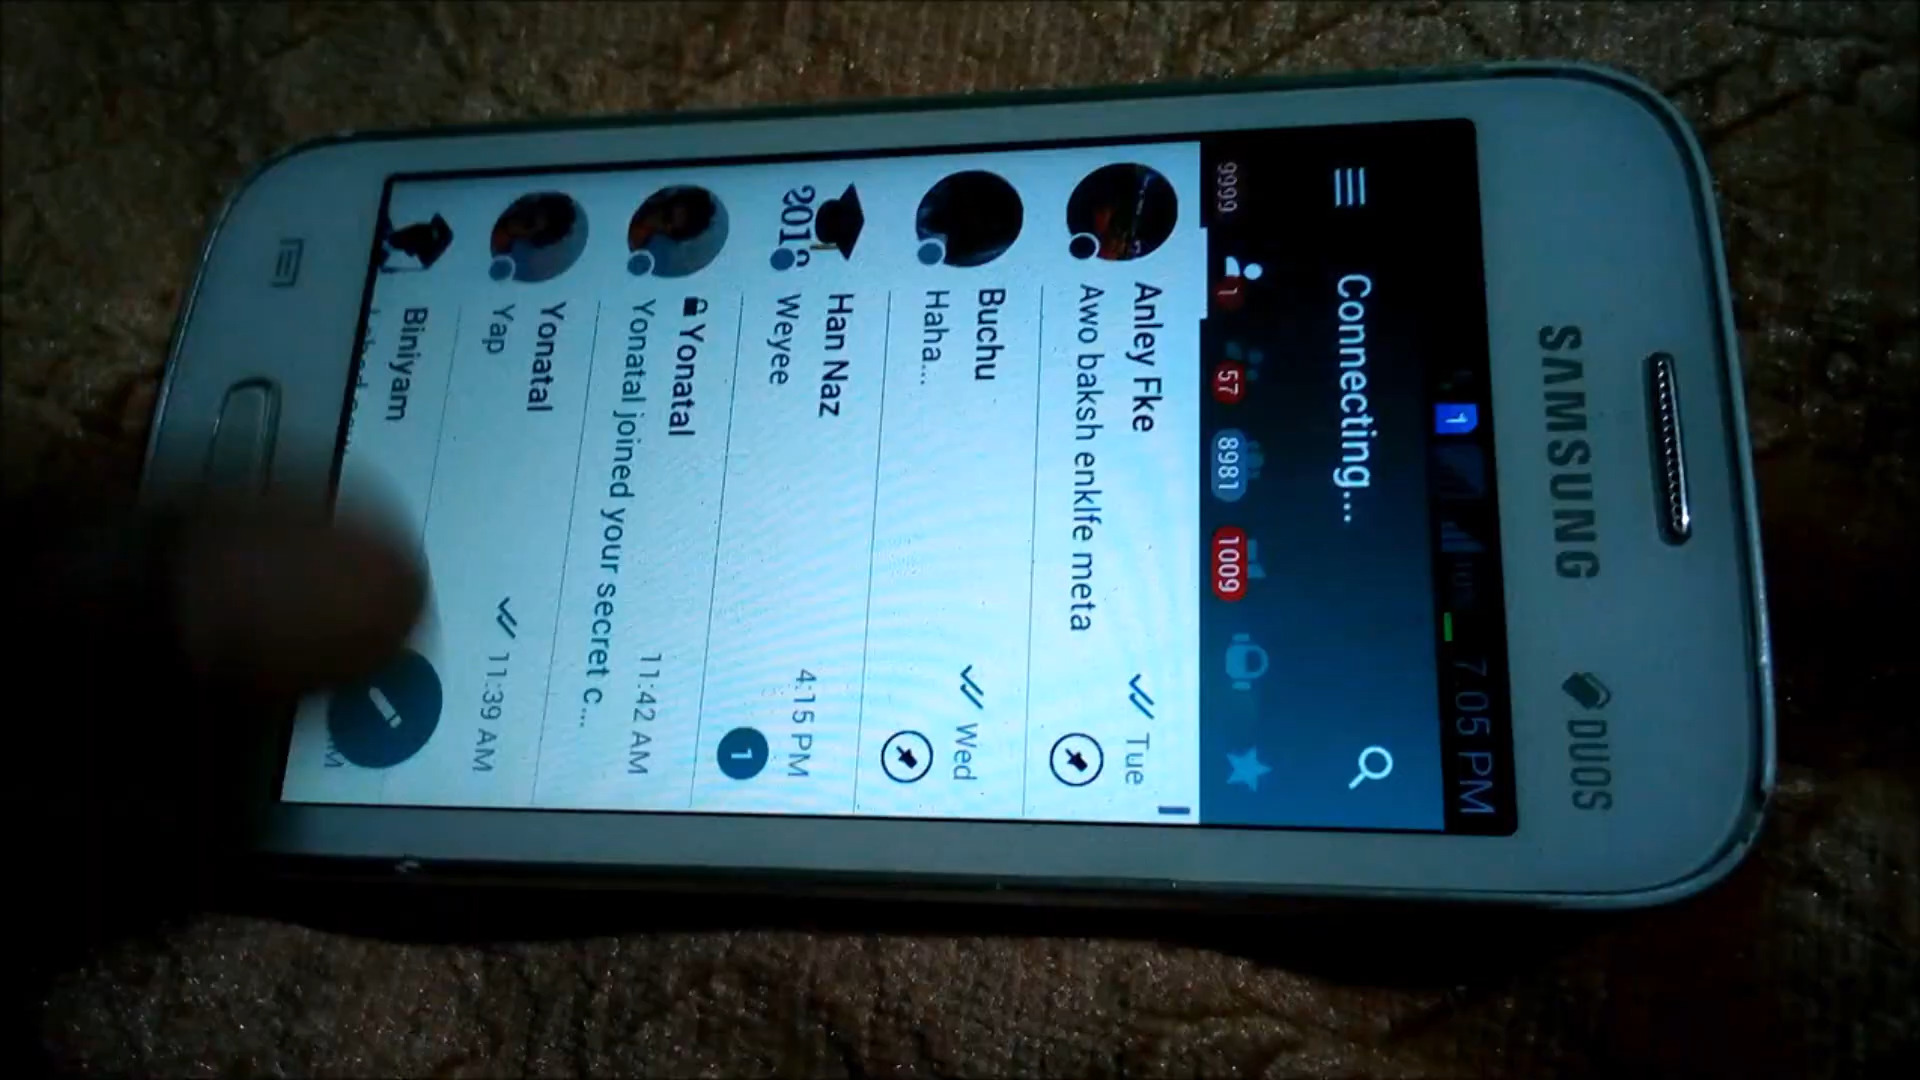 SAMSUNG DUOS
1 7.05 PM
Connecting...
9999 1 57 8981 1009
Anley Fke Tue
Awo baksh enklfe meta
Buchu Wed
Haha...
Han Naz 4:15 PM
2018 Weyee 1
Yonatal 11:42 AM
Yonatal joined your secret c...
Yonatal 11:39 AM
Yap
Biniyam